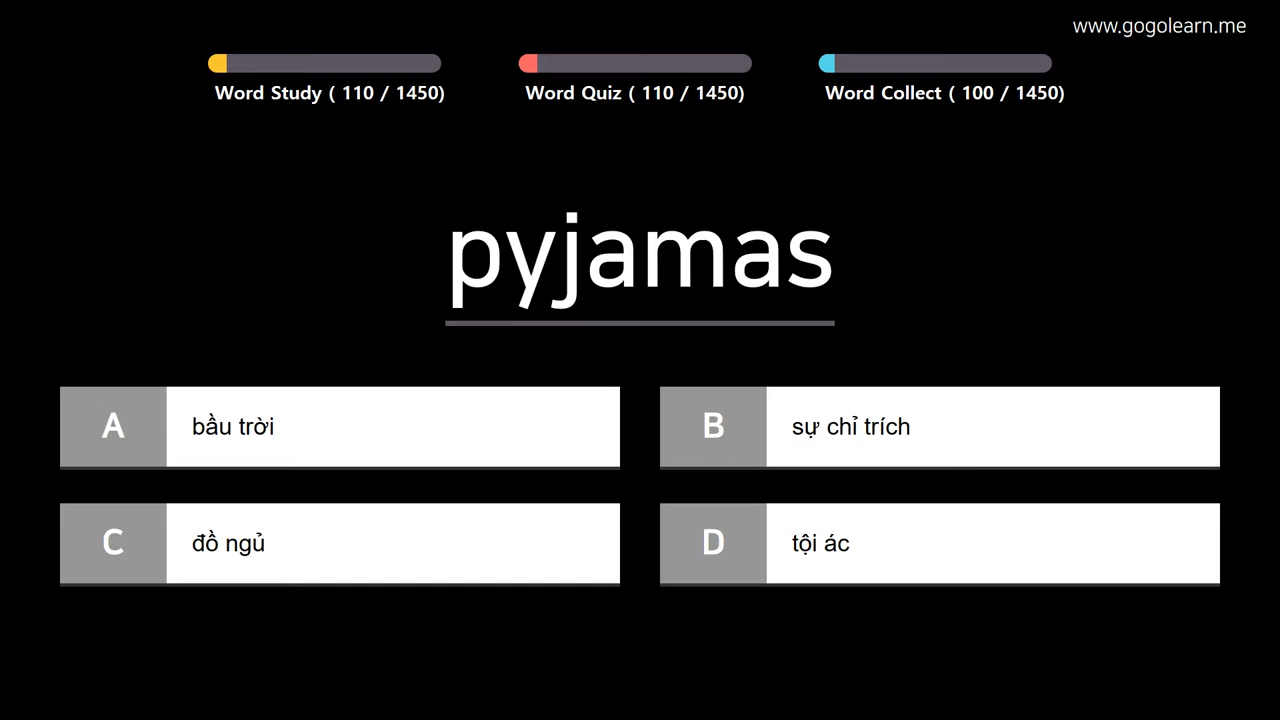 www.gogolearn.me
Word Study ( 110 / 1450)
Word Quiz ( 110 / 1450)
Word Collect ( 100 / 1450)
pyjamas
A bầu trời
B sự chỉ trích
C đồ ngủ
D tội ác